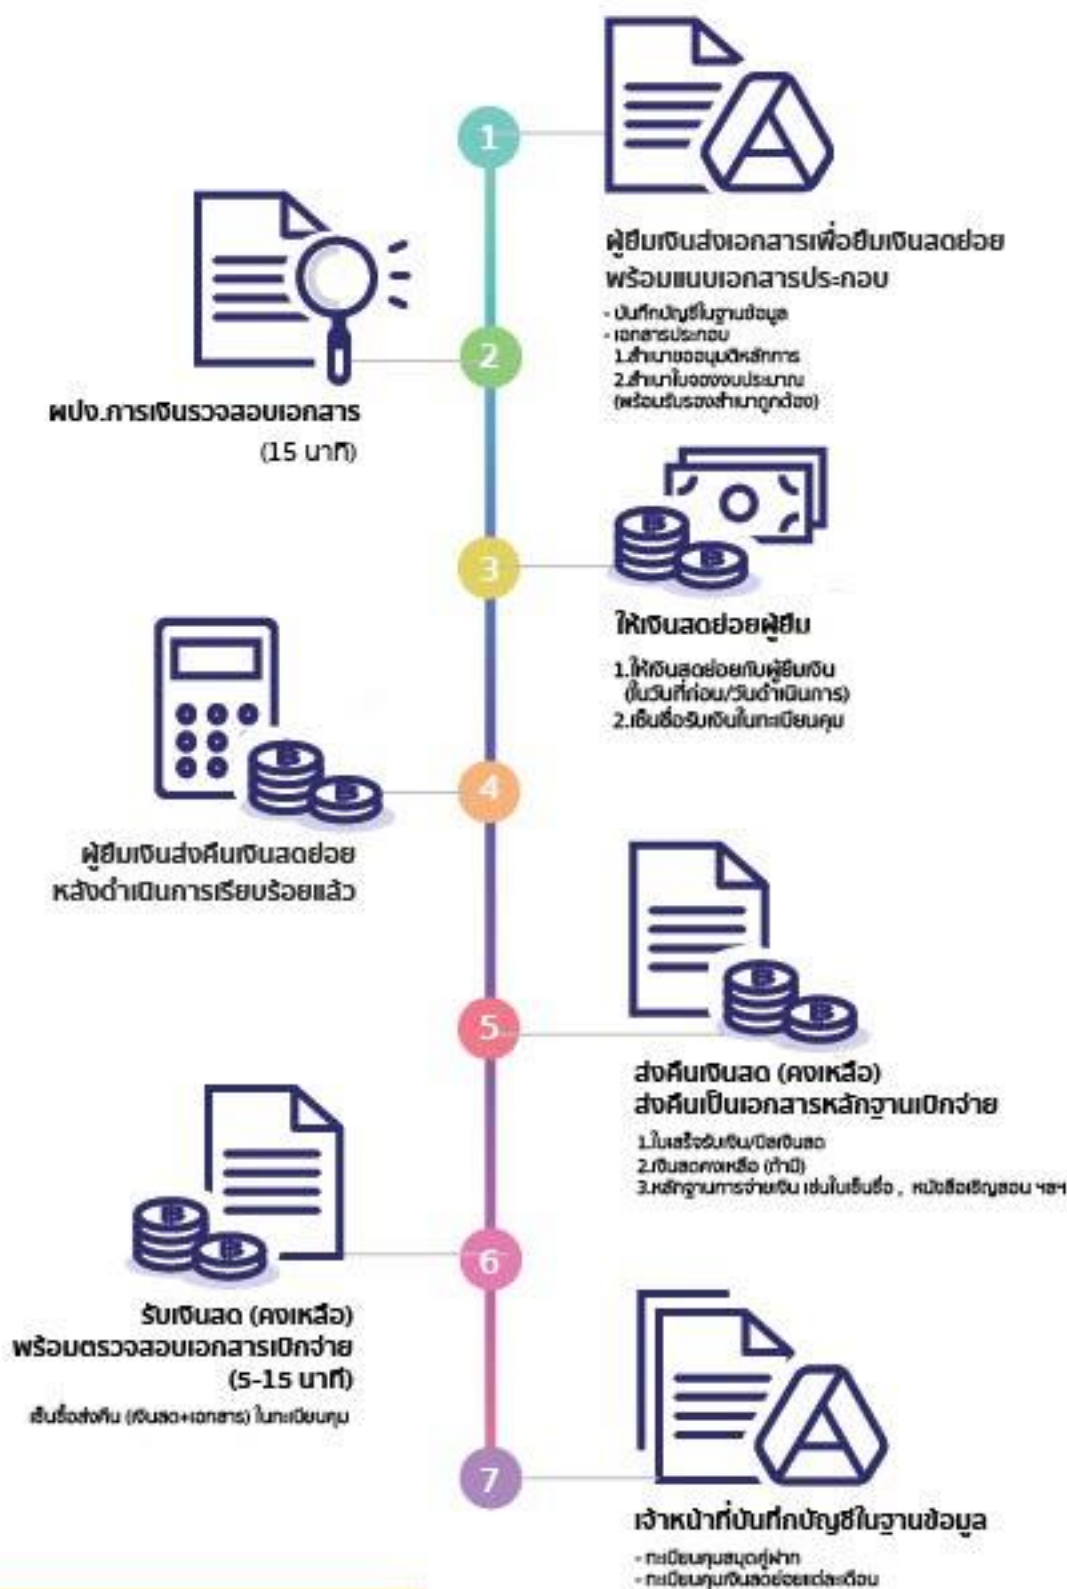 1
ผู้ยืมเงินส่งเอกสารเพื่อยืมเงินสดย่อย
พร้อมแนบเอกสารประกอบ
- บันทึกบัญชีในฐานข้อมูล
- เอกสารประกอบ
1.สำเนาขออนุมัติหลักการ
2.สำเนาใบจองงบประมาณ
(พร้อมรับรองสำเนาถูกต้อง)
2
ผปง.การเงินรวจสอบเอกสาร
(15 นาที)
3
ให้เงินสดย่อยผู้ยืม
1.ให้เงินสดย่อยกับผู้ยืมเงิน
(ในวันที่ก่อน/วันดำเนินการ)
2.เซ็นชื่อรับเงินในทะเบียนคุม
4
ผู้ยืมเงินส่งคืนเงินสดย่อย
หลังดำเนินการเรียบร้อยแล้ว
5
ส่งคืนเงินสด (คงเหลือ)
ส่งคืนเป็นเอกสารหลักฐานเบิกจ่าย
1.ใบเสร็จรับเงิน/บิลเงินสด
2.เงินสดคงเหลือ (ถ้ามี)
3.หลักฐานการจ่ายเงิน เช่นใบเซ็นชื่อ , หนังสือเชิญสอน ฯลฯ
6
รับเงินสด (คงเหลือ)
พร้อมตรวจสอบเอกสารเบิกจ่าย
(5-15 นาที)
เซ็นชื่อส่งคืน (เงินสด+เอกสาร) ในทะเบียนคุม
7
เจ้าหน้าที่บันทึกบัญชีในฐานข้อมูล
- ทะเบียนคุมสมุดคู่ฝาก
- ทะเบียนคุมเงินสดย่อยแต่ละเดือน